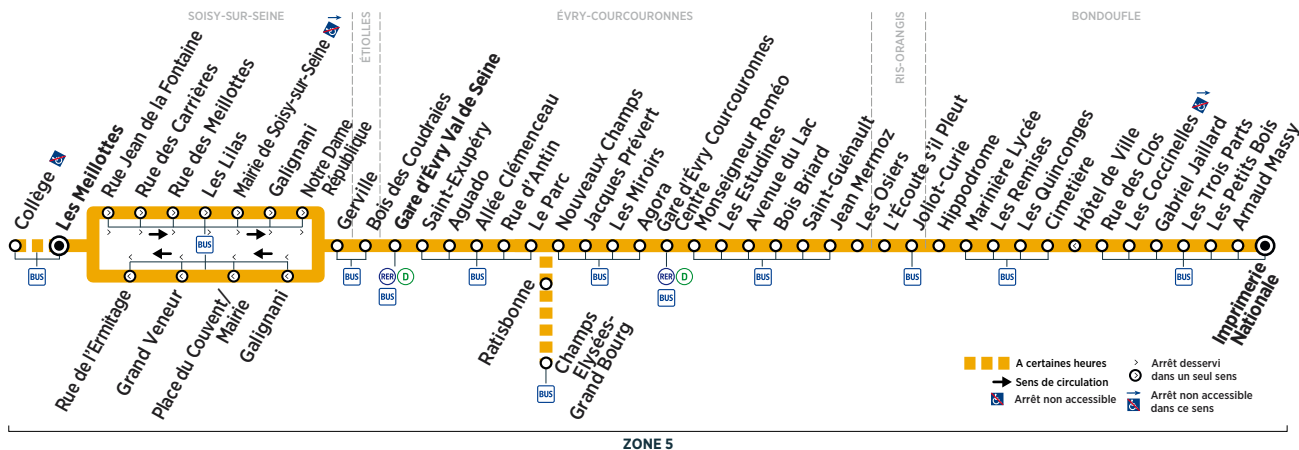 SOISY-SUR-SEINE
ÉTIOLLES
ÉVRY-COURCOURONNES
RIS-ORANGIS
BONDOUFLE
Collège
Les Meillottes
Rue Jean de la Fontaine
Rue des Carrières
Rue des Meillottes
Les Lilas
Mairie de Soisy-sur-Seine
Galignani
Notre Dame
République
Gerville
Bois des Coudraies
Gare d'Évry Val de Seine
Saint-Exupéry
Aguado
Allée Clémenceau
Rue d'Antin
Le Parc
Nouveaux Champs
Jacques Prévert
Les Miroirs
Agora
Gare d'Évry Courcouronnes
Centre
Monseigneur Roméo
Les Estudines
Avenue du Lac
Bois Briard
Saint-Guénault
Jean Mermoz
Les Osiers
L'Écoute s'il Pleut
Joliot-Curie
Hippodrome
Marinière Lycée
Les Remises
Les Quinconges
Cimetière
Hôtel de Ville
Rue des Clos
Les Coccinelles
Gabriel Jaillard
Les Trois Parts
Les Petits Bois
Arnaud Massy
Imprimerie
Nationale
BUS
BUS
BUS
RER D
BUS
BUS
BUS
RER D
BUS
BUS
BUS
BUS
BUS
Rue de l'Ermitage
Grand Veneur
Place du Couvent/
Mairie
Galignani
Ratisbonne
Champs
Elysées-
Grand Bourg
BUS
A certaines heures
Sens de circulation
Arrêt non accessible
Arrêt desservi
dans un seul sens
Arrêt non accessible
dans ce sens
ZONE 5